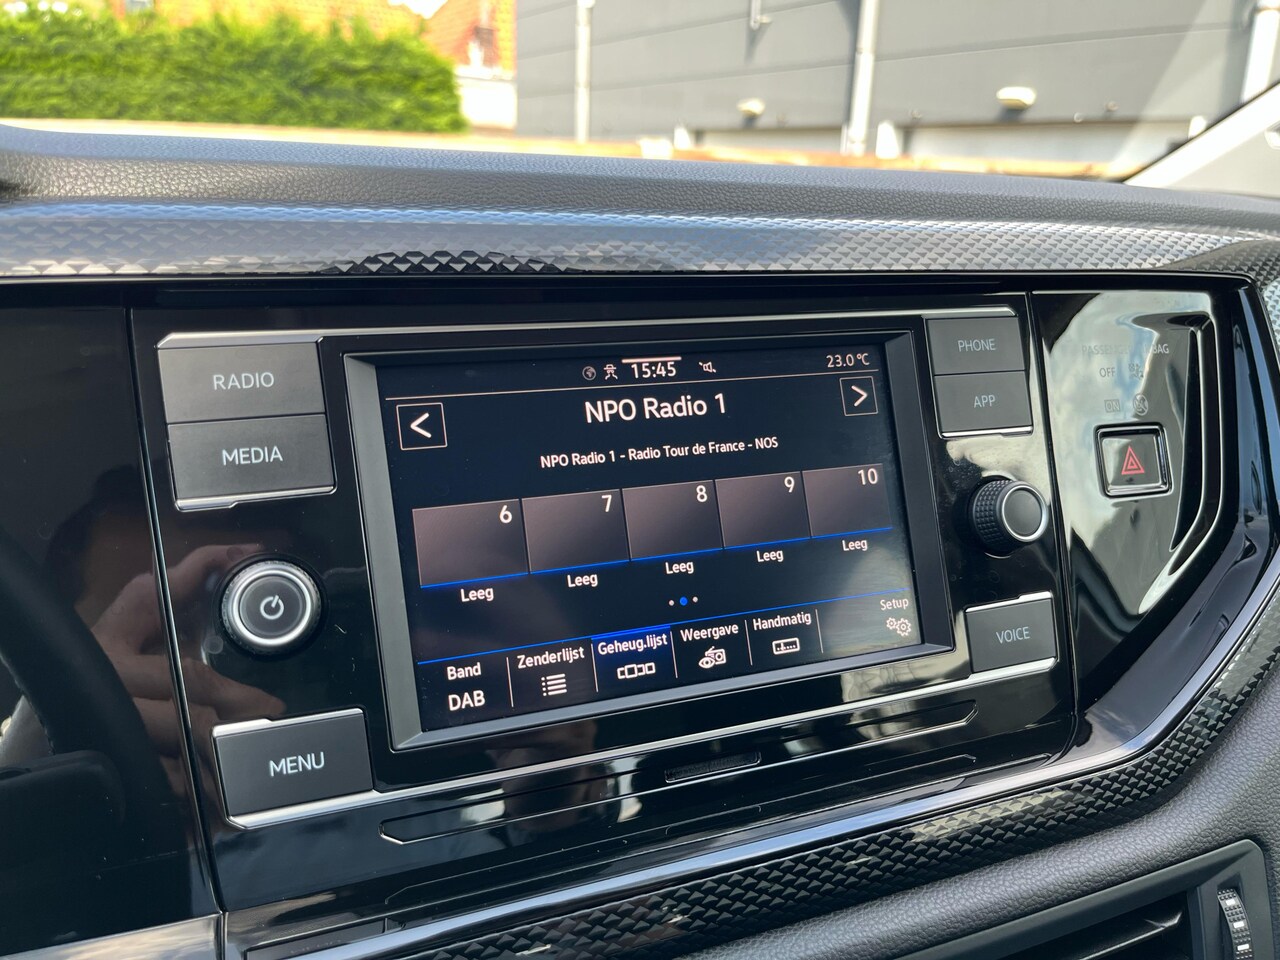 RADIO
MEDIA
MENU
15:45
23.0 °C
<
NPO Radio 1
>
NPO Radio 1 - Radio Tour de France - NOS
6 7 8 9 10
Leeg Leeg Leeg Leeg Leeg
Setup
Band
DAB
Zenderlijst
Geheug.lijst
Weergave
Handmatig
PHONE
APP
VOICE
OFF
ON